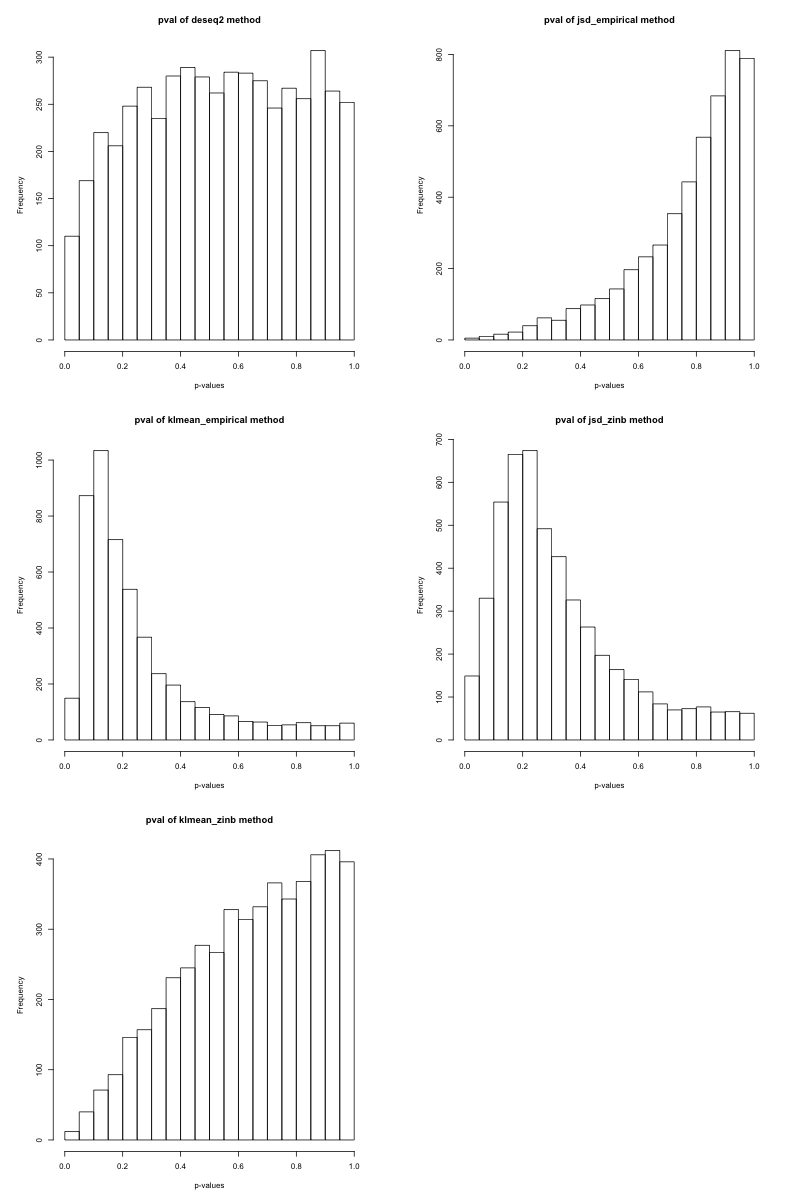 pval of deseq2 method
Frequency
0 50 100 150 200 250 300
0.0 0.2 0.4 0.6 0.8 1.0
p-values
pval of jsd_empirical method
Frequency
0 200 400 600 800
0.0 0.2 0.4 0.6 0.8 1.0
p-values
pval of klmean_empirical method
Frequency
0 200 400 600 800 1000
0.0 0.2 0.4 0.6 0.8 1.0
p-values
pval of jsd_zinb method
Frequency
0 100 200 300 400 500 600 700
0.0 0.2 0.4 0.6 0.8 1.0
p-values
pval of klmean_zinb method
Frequency
0 100 200 300 400
0.0 0.2 0.4 0.6 0.8 1.0
p-values